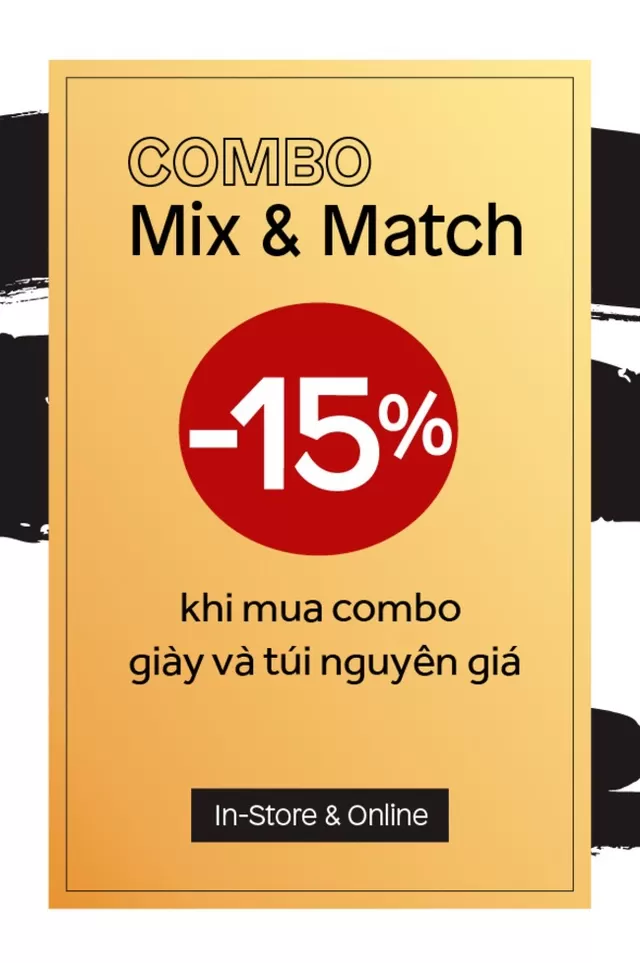 COMBO
Mix & Match
-15%
khi mua combo
giày và túi nguyên giá
In-Store & Online